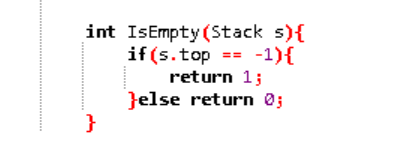 int IsEmpty(Stack s){
if(s.top == -1){
return 1;
}else return 0;
}